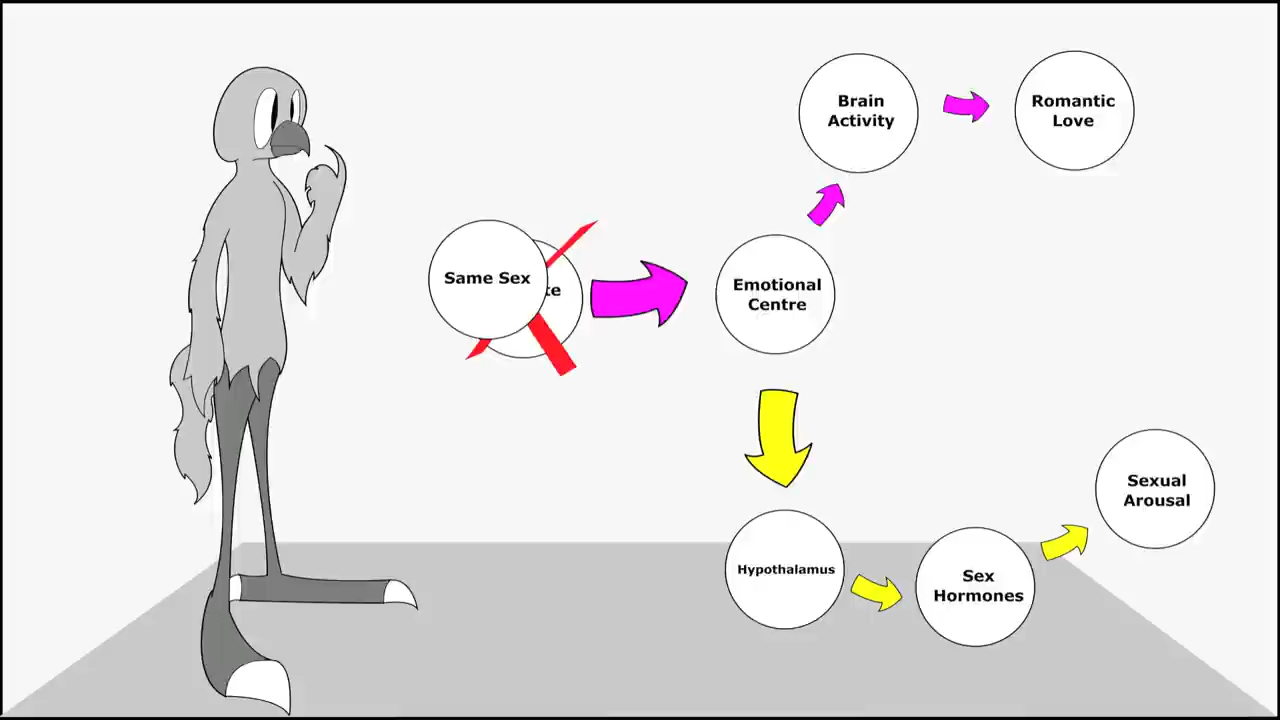 Brain
Activity
Romantic
Love
Same Sex
Emotional
Centre
Hypothalamus
Sex
Hormones
Sexual
Arousal